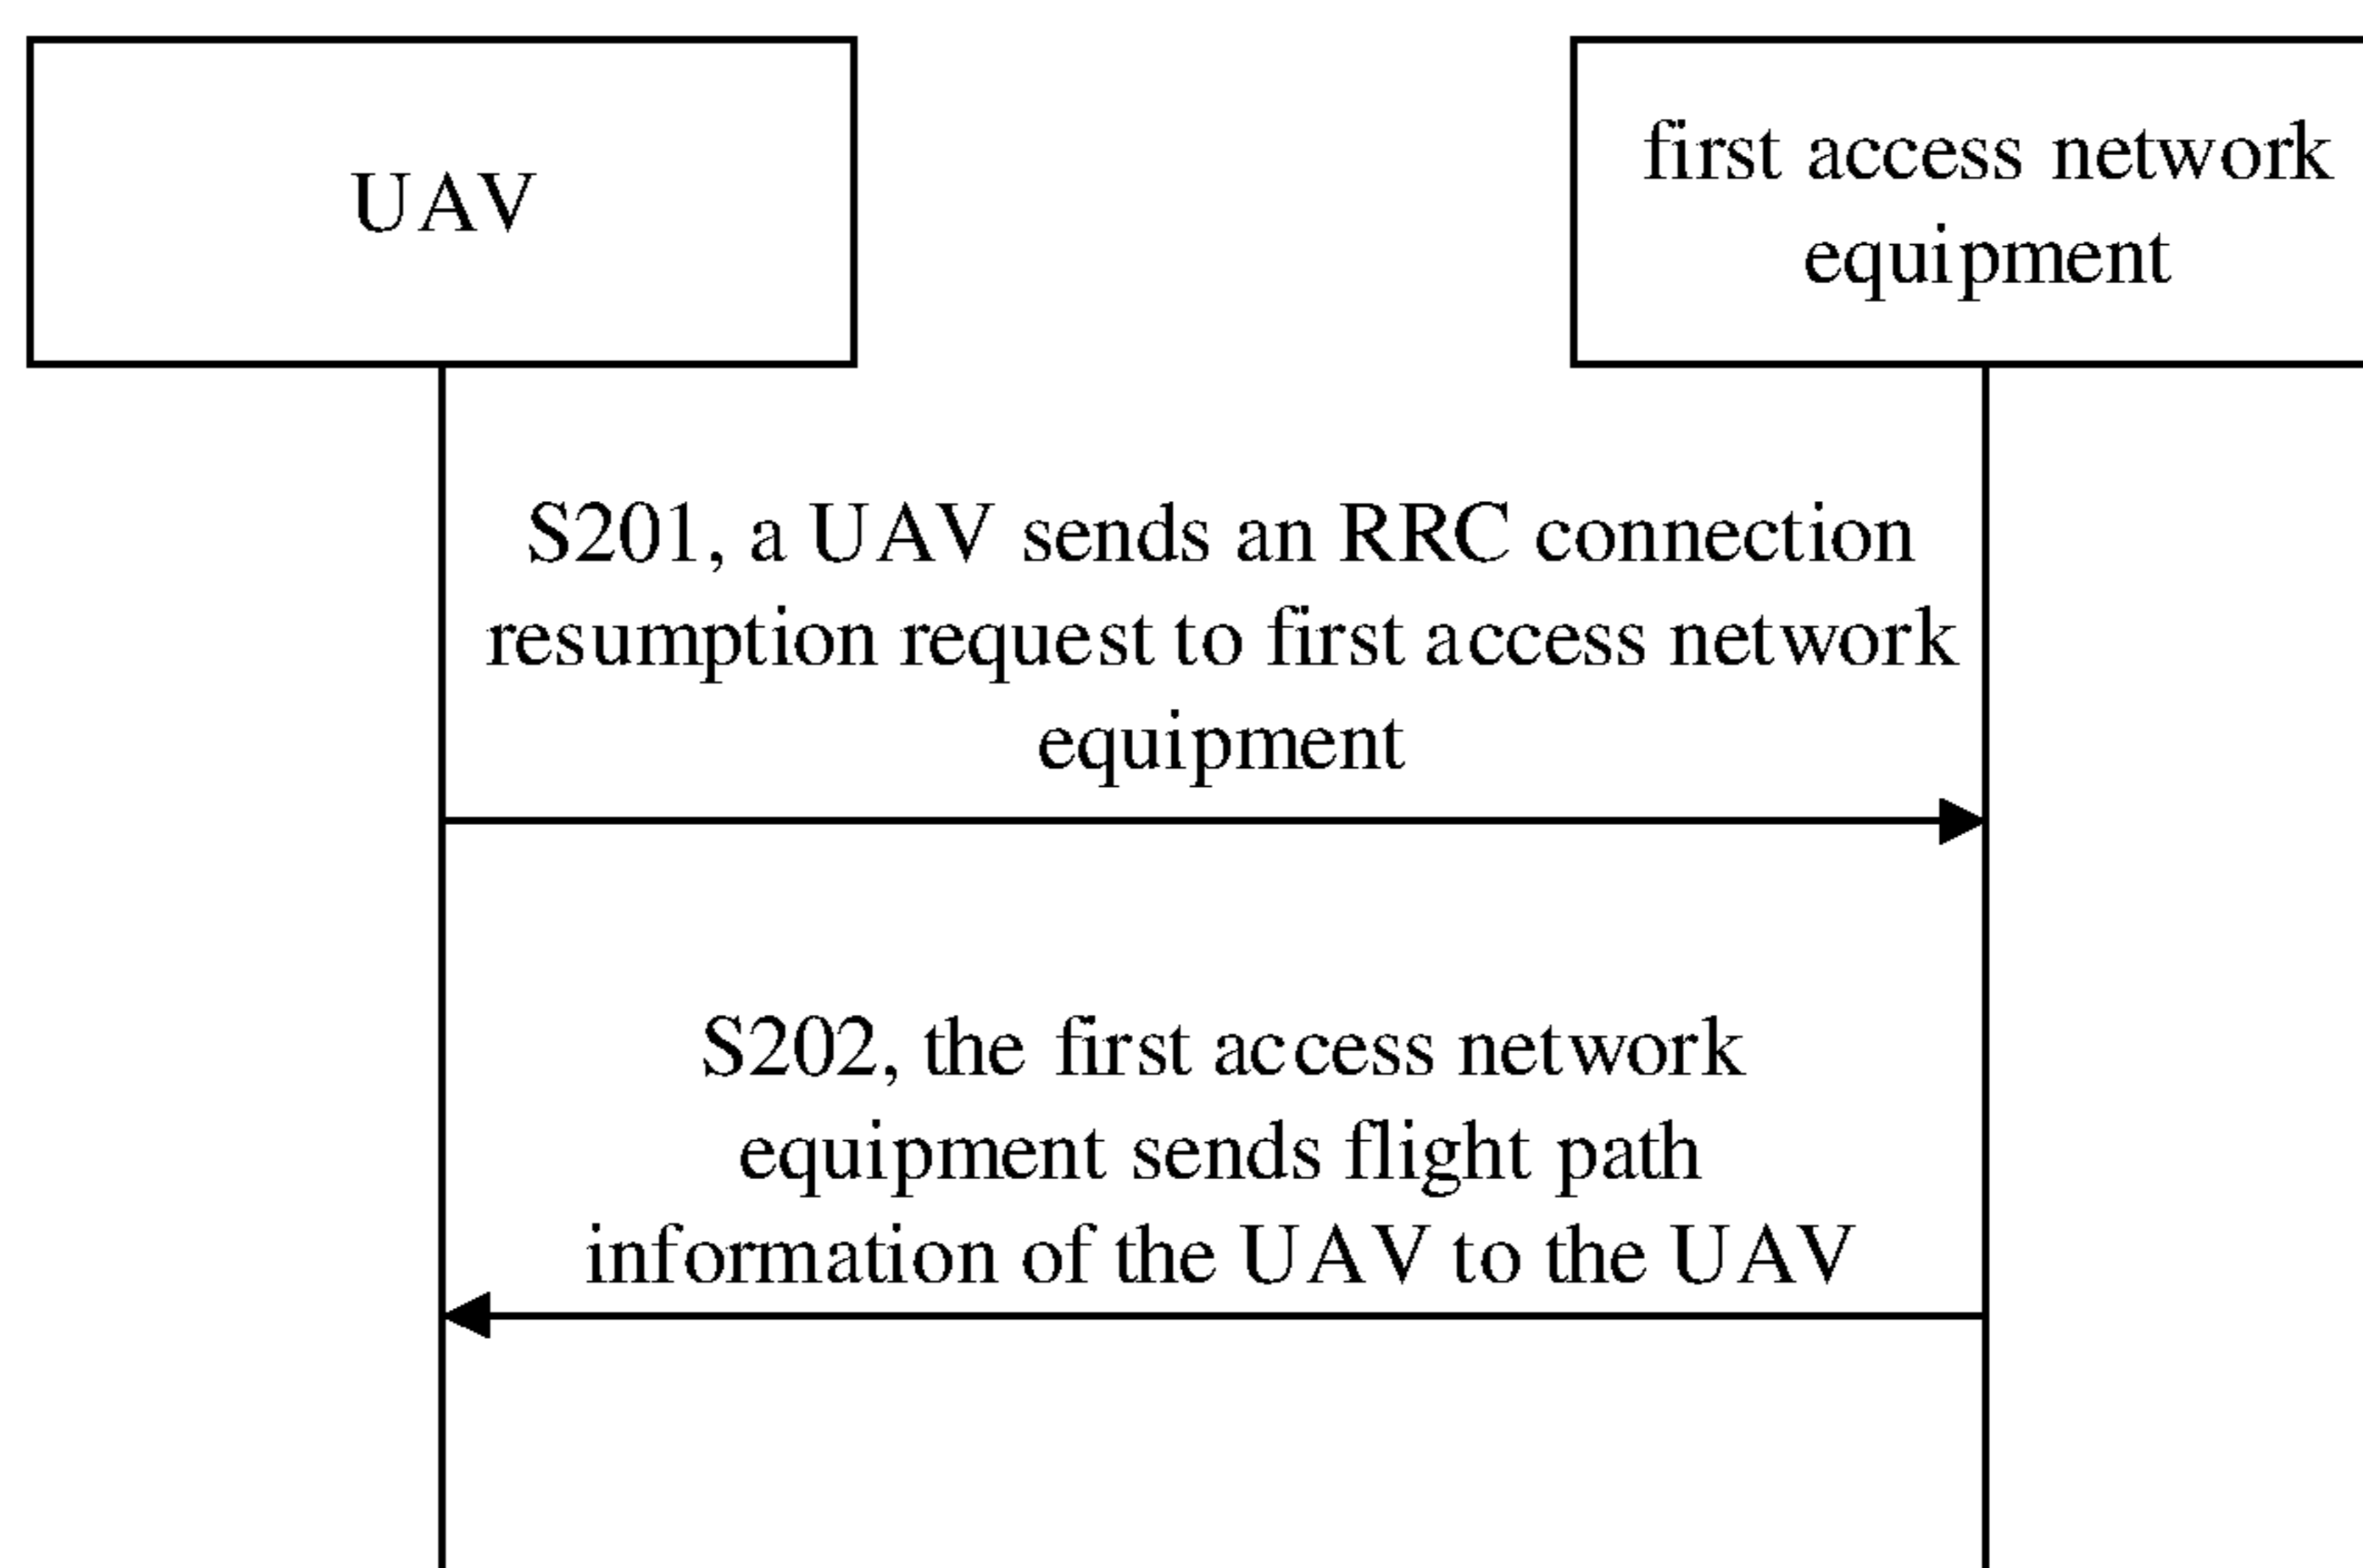 UAV
first access network
equipment
S201, a UAV sends an RRC connection
resumption request to first access network
equipment
S202, the first access network
equipment sends flight path
information of the UAV to the UAV